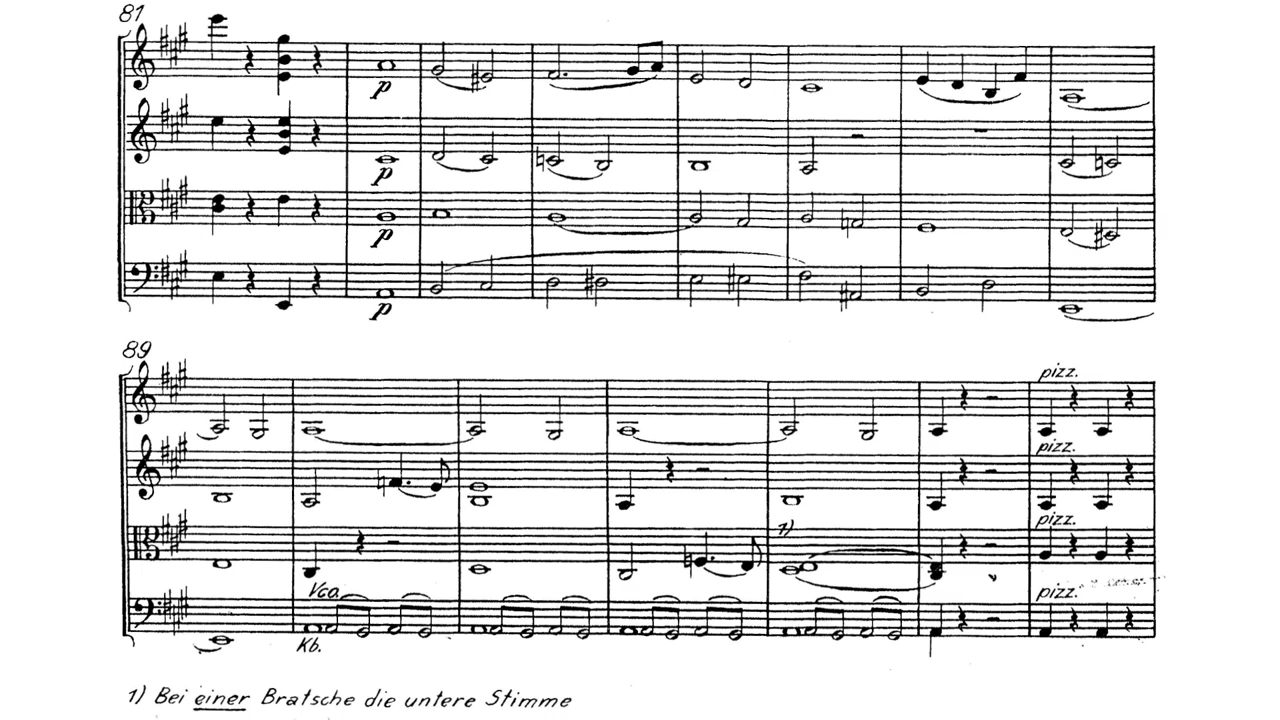 81
p
p
p
p
89
pizz.
pizz.
pizz.
1)
Vco. pizz.
Kb.
1) Bei einer Bratsche die untere Stimme